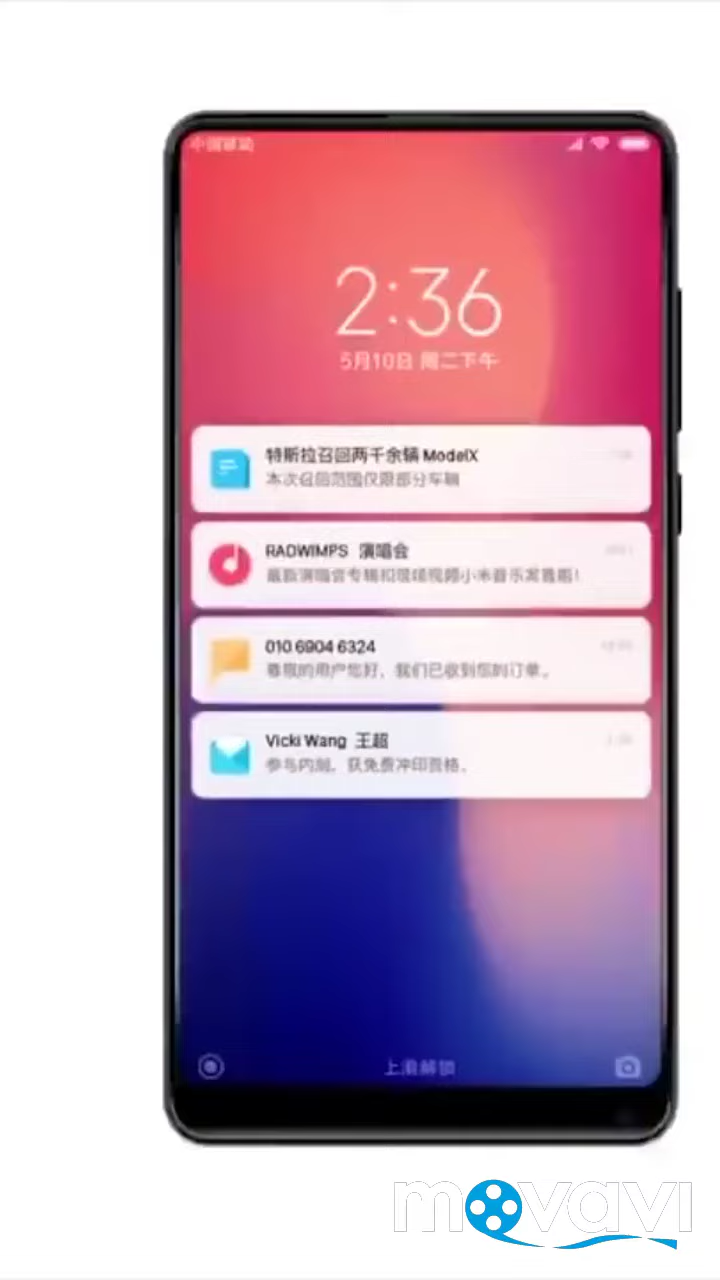 中国移动
2:36
5月10日 周二下午
特斯拉召回两千余辆 ModelX
本次召回范围仅限部分车辆
RADWIMPS 演唱会
最新演唱会专辑和现场视频小米音乐发首啦!
010 6904 6324
尊敬的用户您好，我们已收到您的订单。
Vicki Wang 王超
参与内测，获免费冲印资格。
上滑解锁
movavi